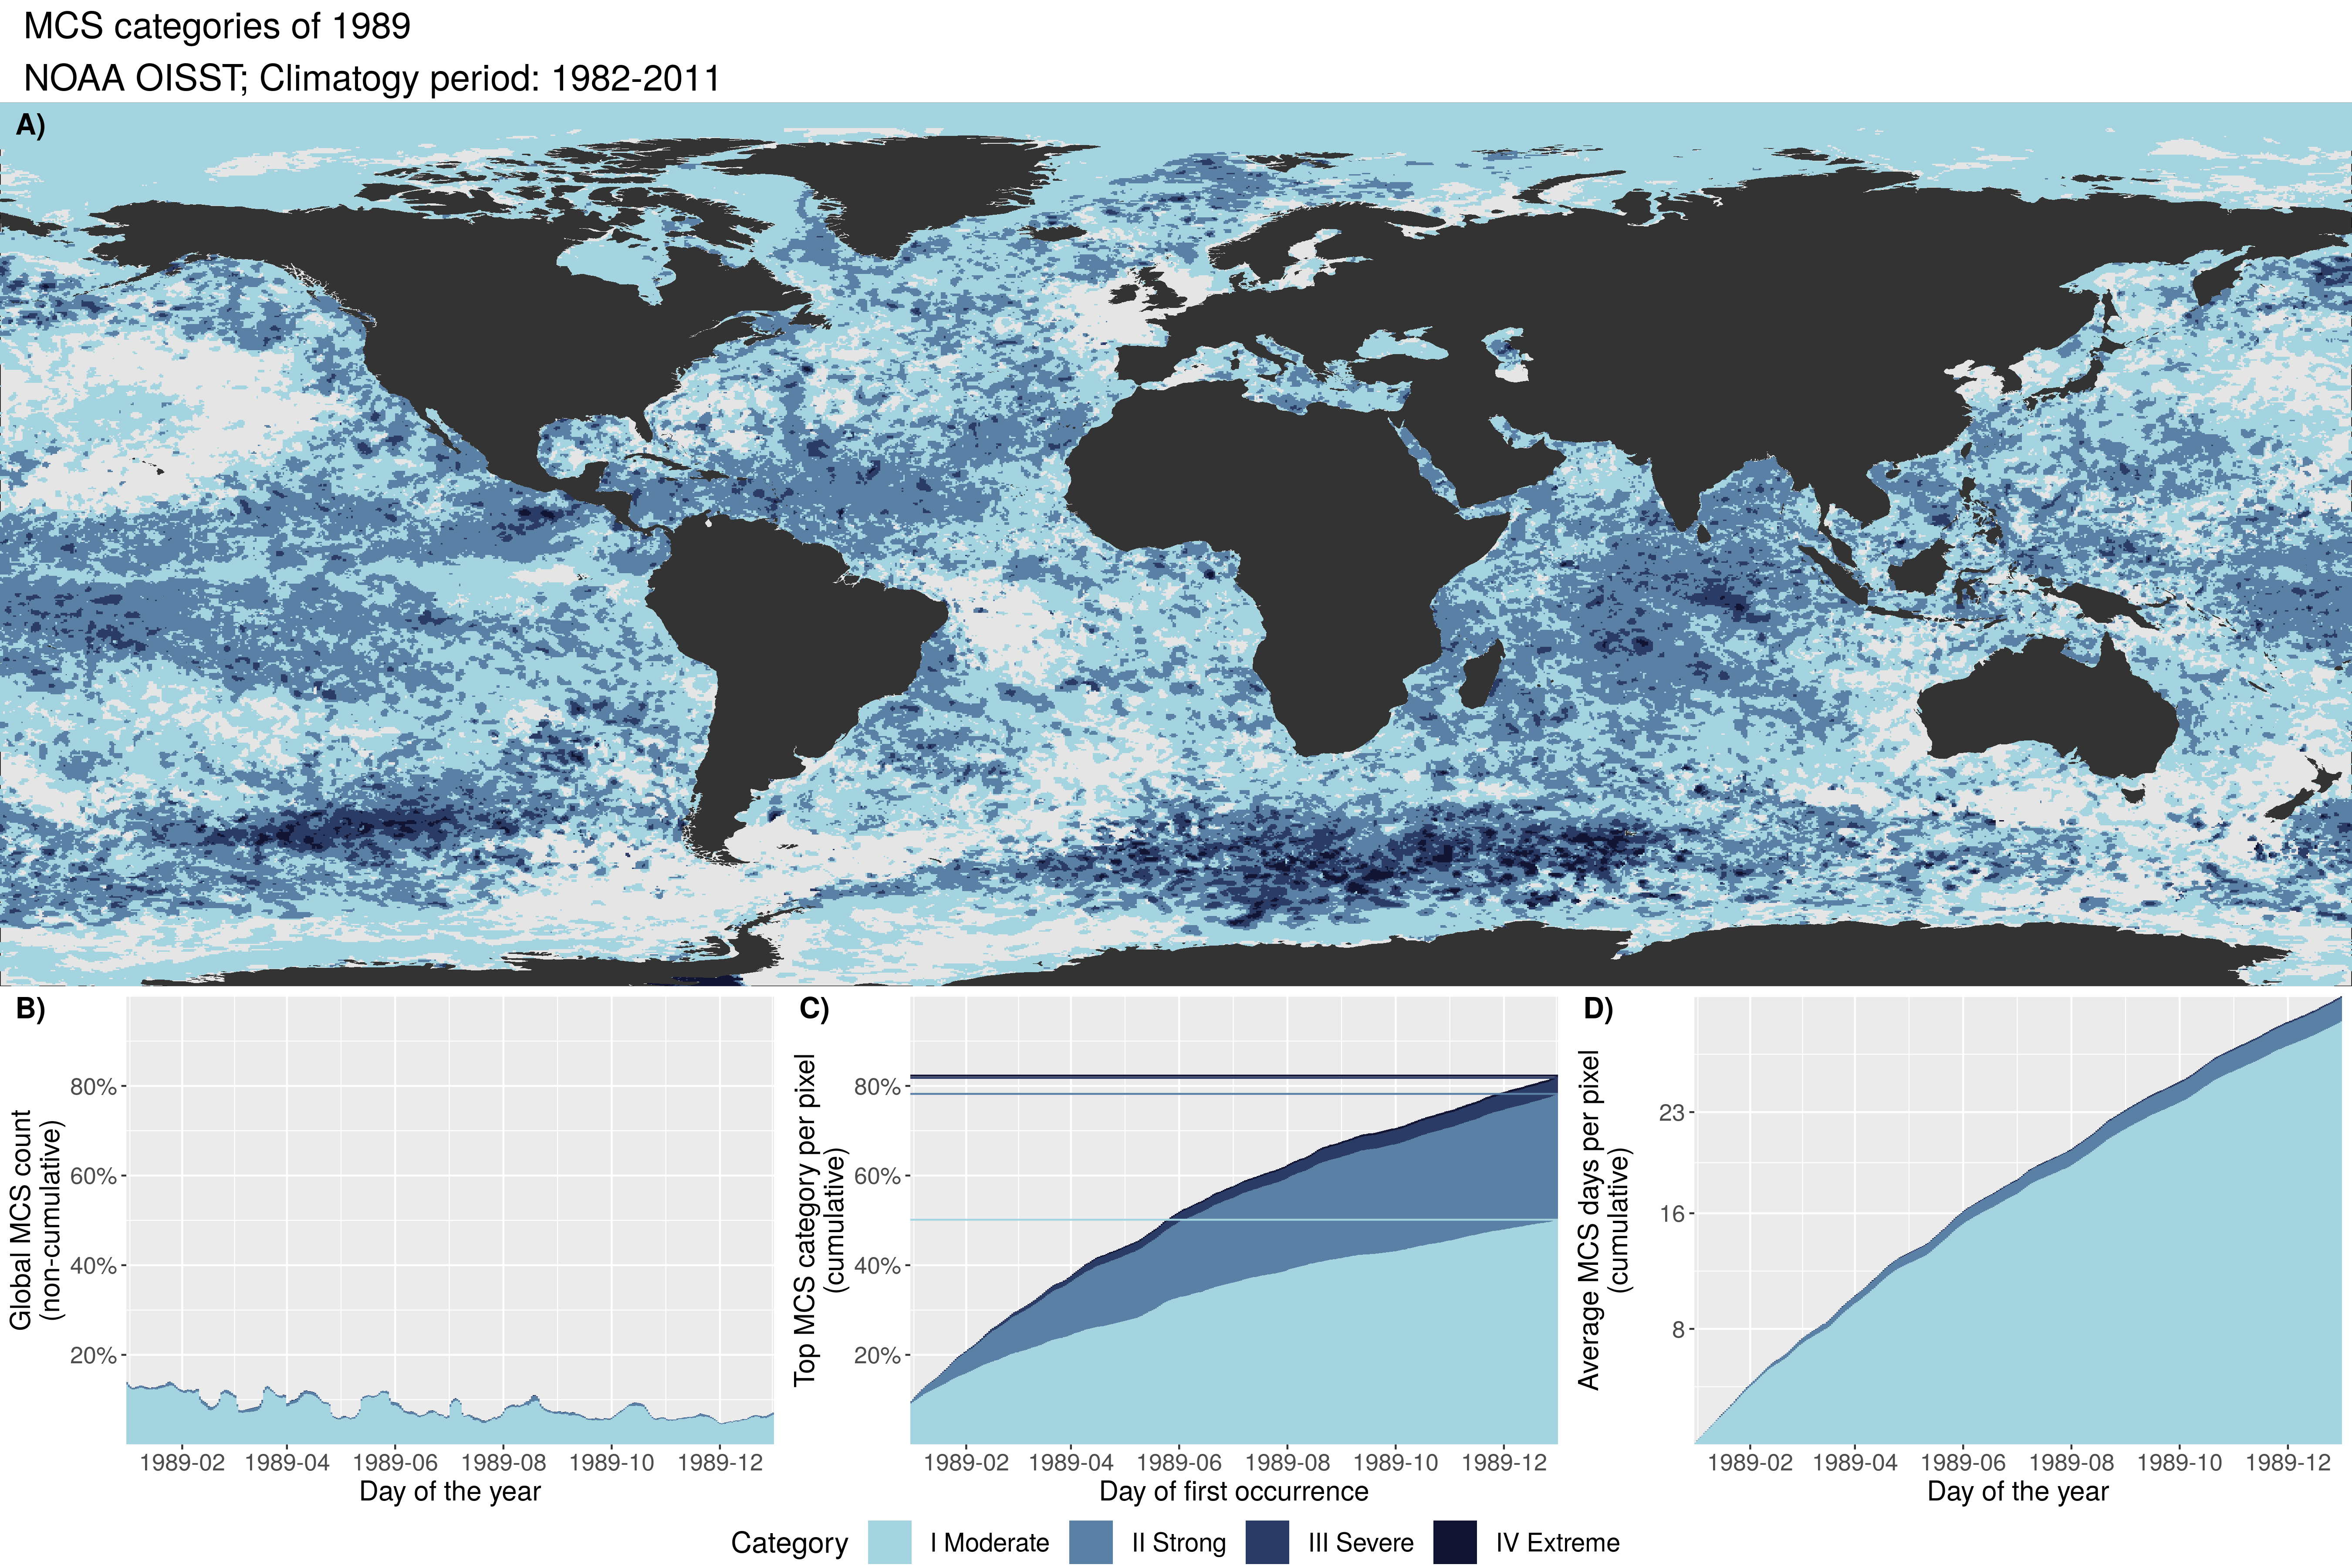 MCS categories of 1989
NOAA OISST; Climatogy period: 1982-2011
A)
B)
Global MCS count
(non-cumulative)
80%
60%
40%
20%
1989-02 1989-04 1989-06 1989-08 1989-10 1989-12
Day of the year
C)
Top MCS category per pixel
(cumulative)
80%
60%
40%
20%
1989-02 1989-04 1989-06 1989-08 1989-10 1989-12
Day of first occurrence
D)
Average MCS days per pixel
(cumulative)
23
16
8
1989-02 1989-04 1989-06 1989-08 1989-10 1989-12
Day of the year
Category I Moderate II Strong III Severe IV Extreme